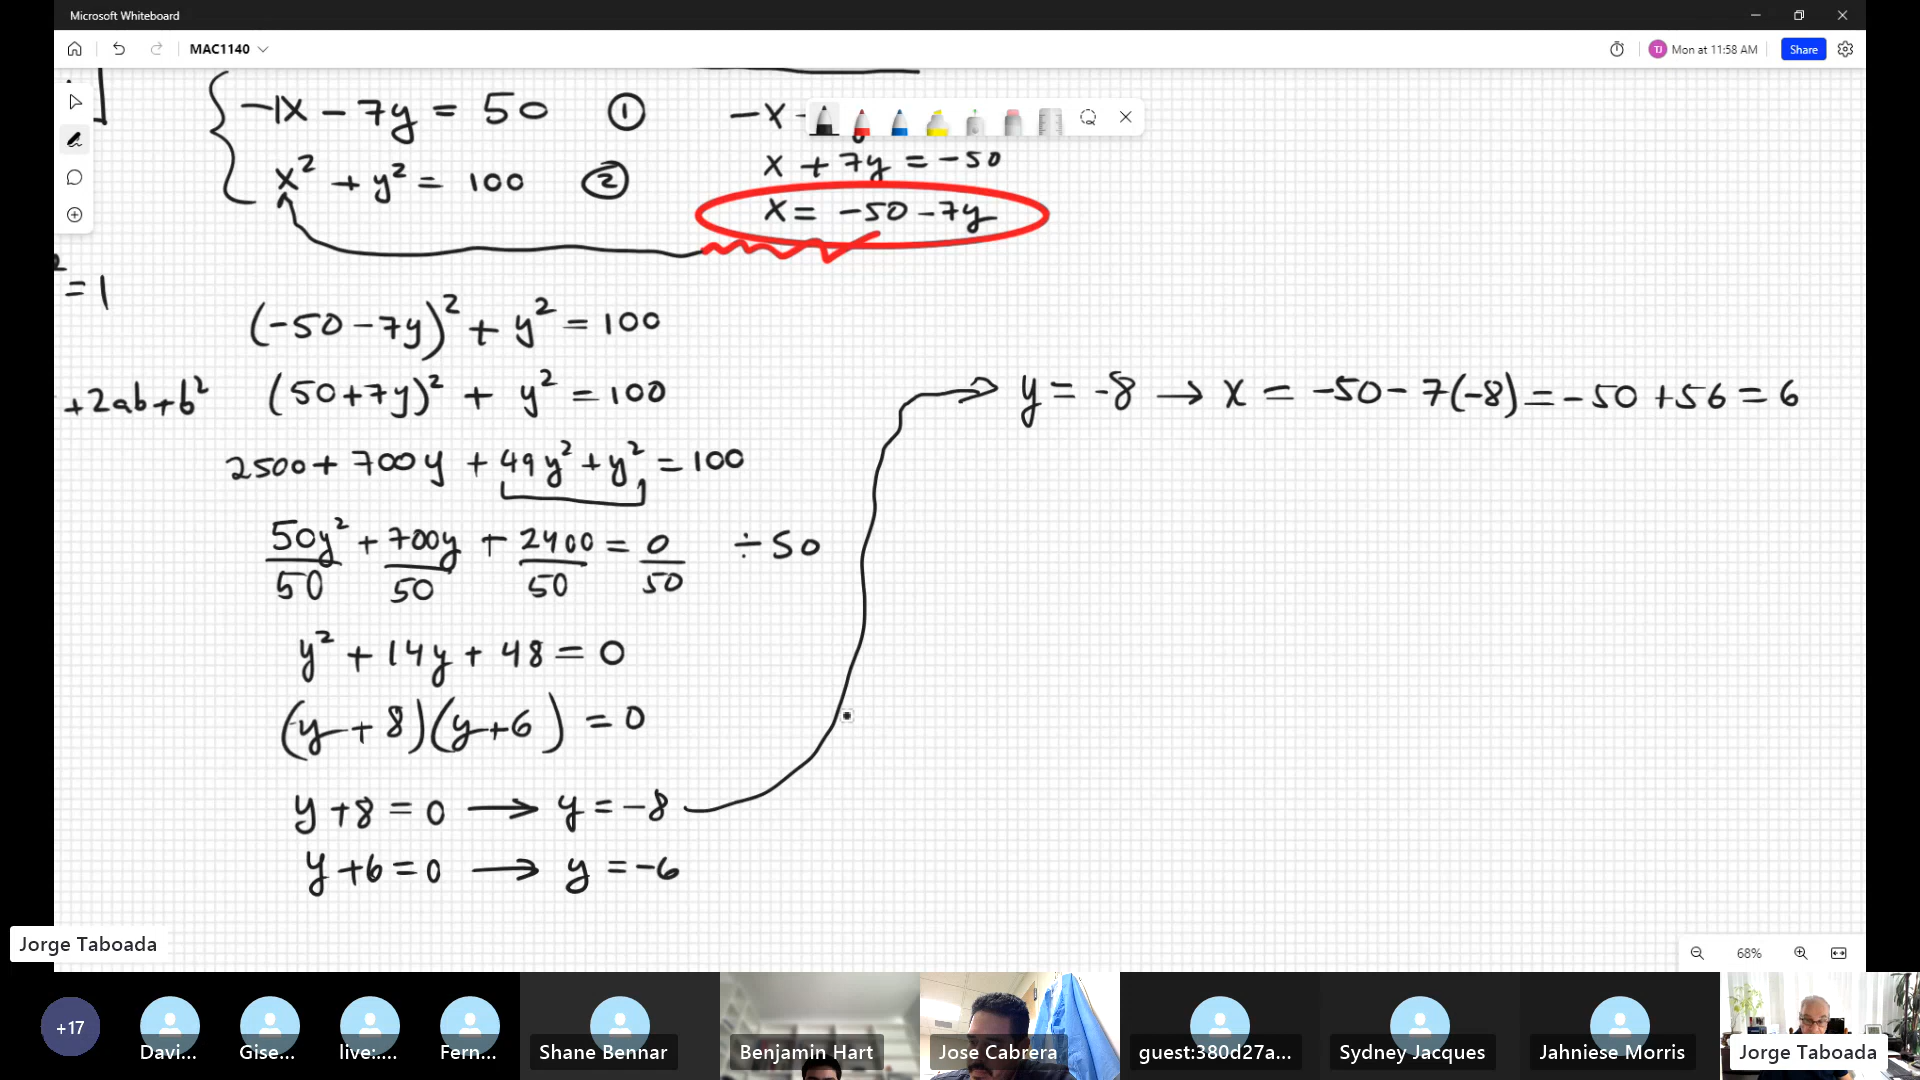 Microsoft Whiteboard
MAC1140
TJ Mon at 11:58 AM Share
-1x - 7y = 50 ①
x² + y² = 100 ②
-x -
x + 7y = -50
x = -50 - 7y
= 1
(-50 - 7y)² + y² = 100
+2ab+b² (50+7y)² + y² = 100
2500 + 700y + 49y² + y² = 100
50y²/50 + 700y/50 + 2400/50 = 0/50 ÷50
y² + 14y + 48 = 0
(y + 8)(y + 6) = 0
y + 8 = 0 → y = -8
y + 6 = 0 → y = -6
y = -8 → x = -50 - 7(-8) = -50 + 56 = 6
Jorge Taboada
68%
+17
Davi...
Gise...
live:....
Fern...
Shane Bennar
Benjamin Hart
Jose Cabrera
guest:380d27a...
Sydney Jacques
Jahniese Morris
Jorge Taboada